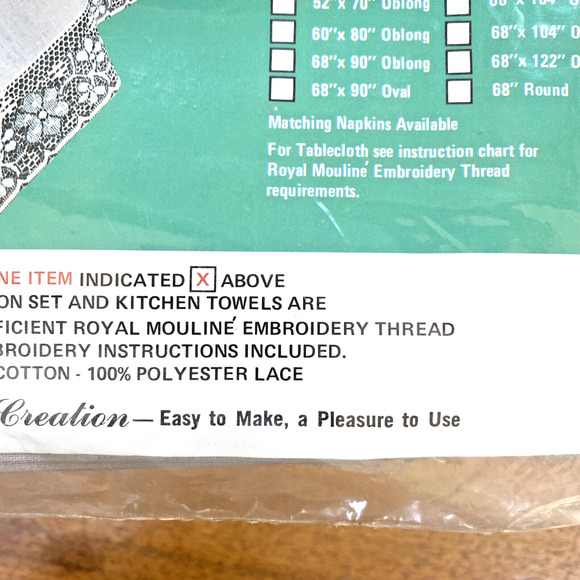 52"x 70" Oblong
60"x 80" Oblong 68"x 104" O
68"x 90" Oblong 68"x 122" O
68"x 90" Oval 68" Round
Matching Napkins Available
For Tablecloth see instruction chart for
Royal Mouliné Embroidery Thread
requirements.
NE ITEM INDICATED X ABOVE
ON SET AND KITCHEN TOWELS ARE
FICIENT ROYAL MOULINÉ EMBROIDERY THREAD
BROIDERY INSTRUCTIONS INCLUDED.
COTTON - 100% POLYESTER LACE
Creation — Easy to Make, a Pleasure to Use